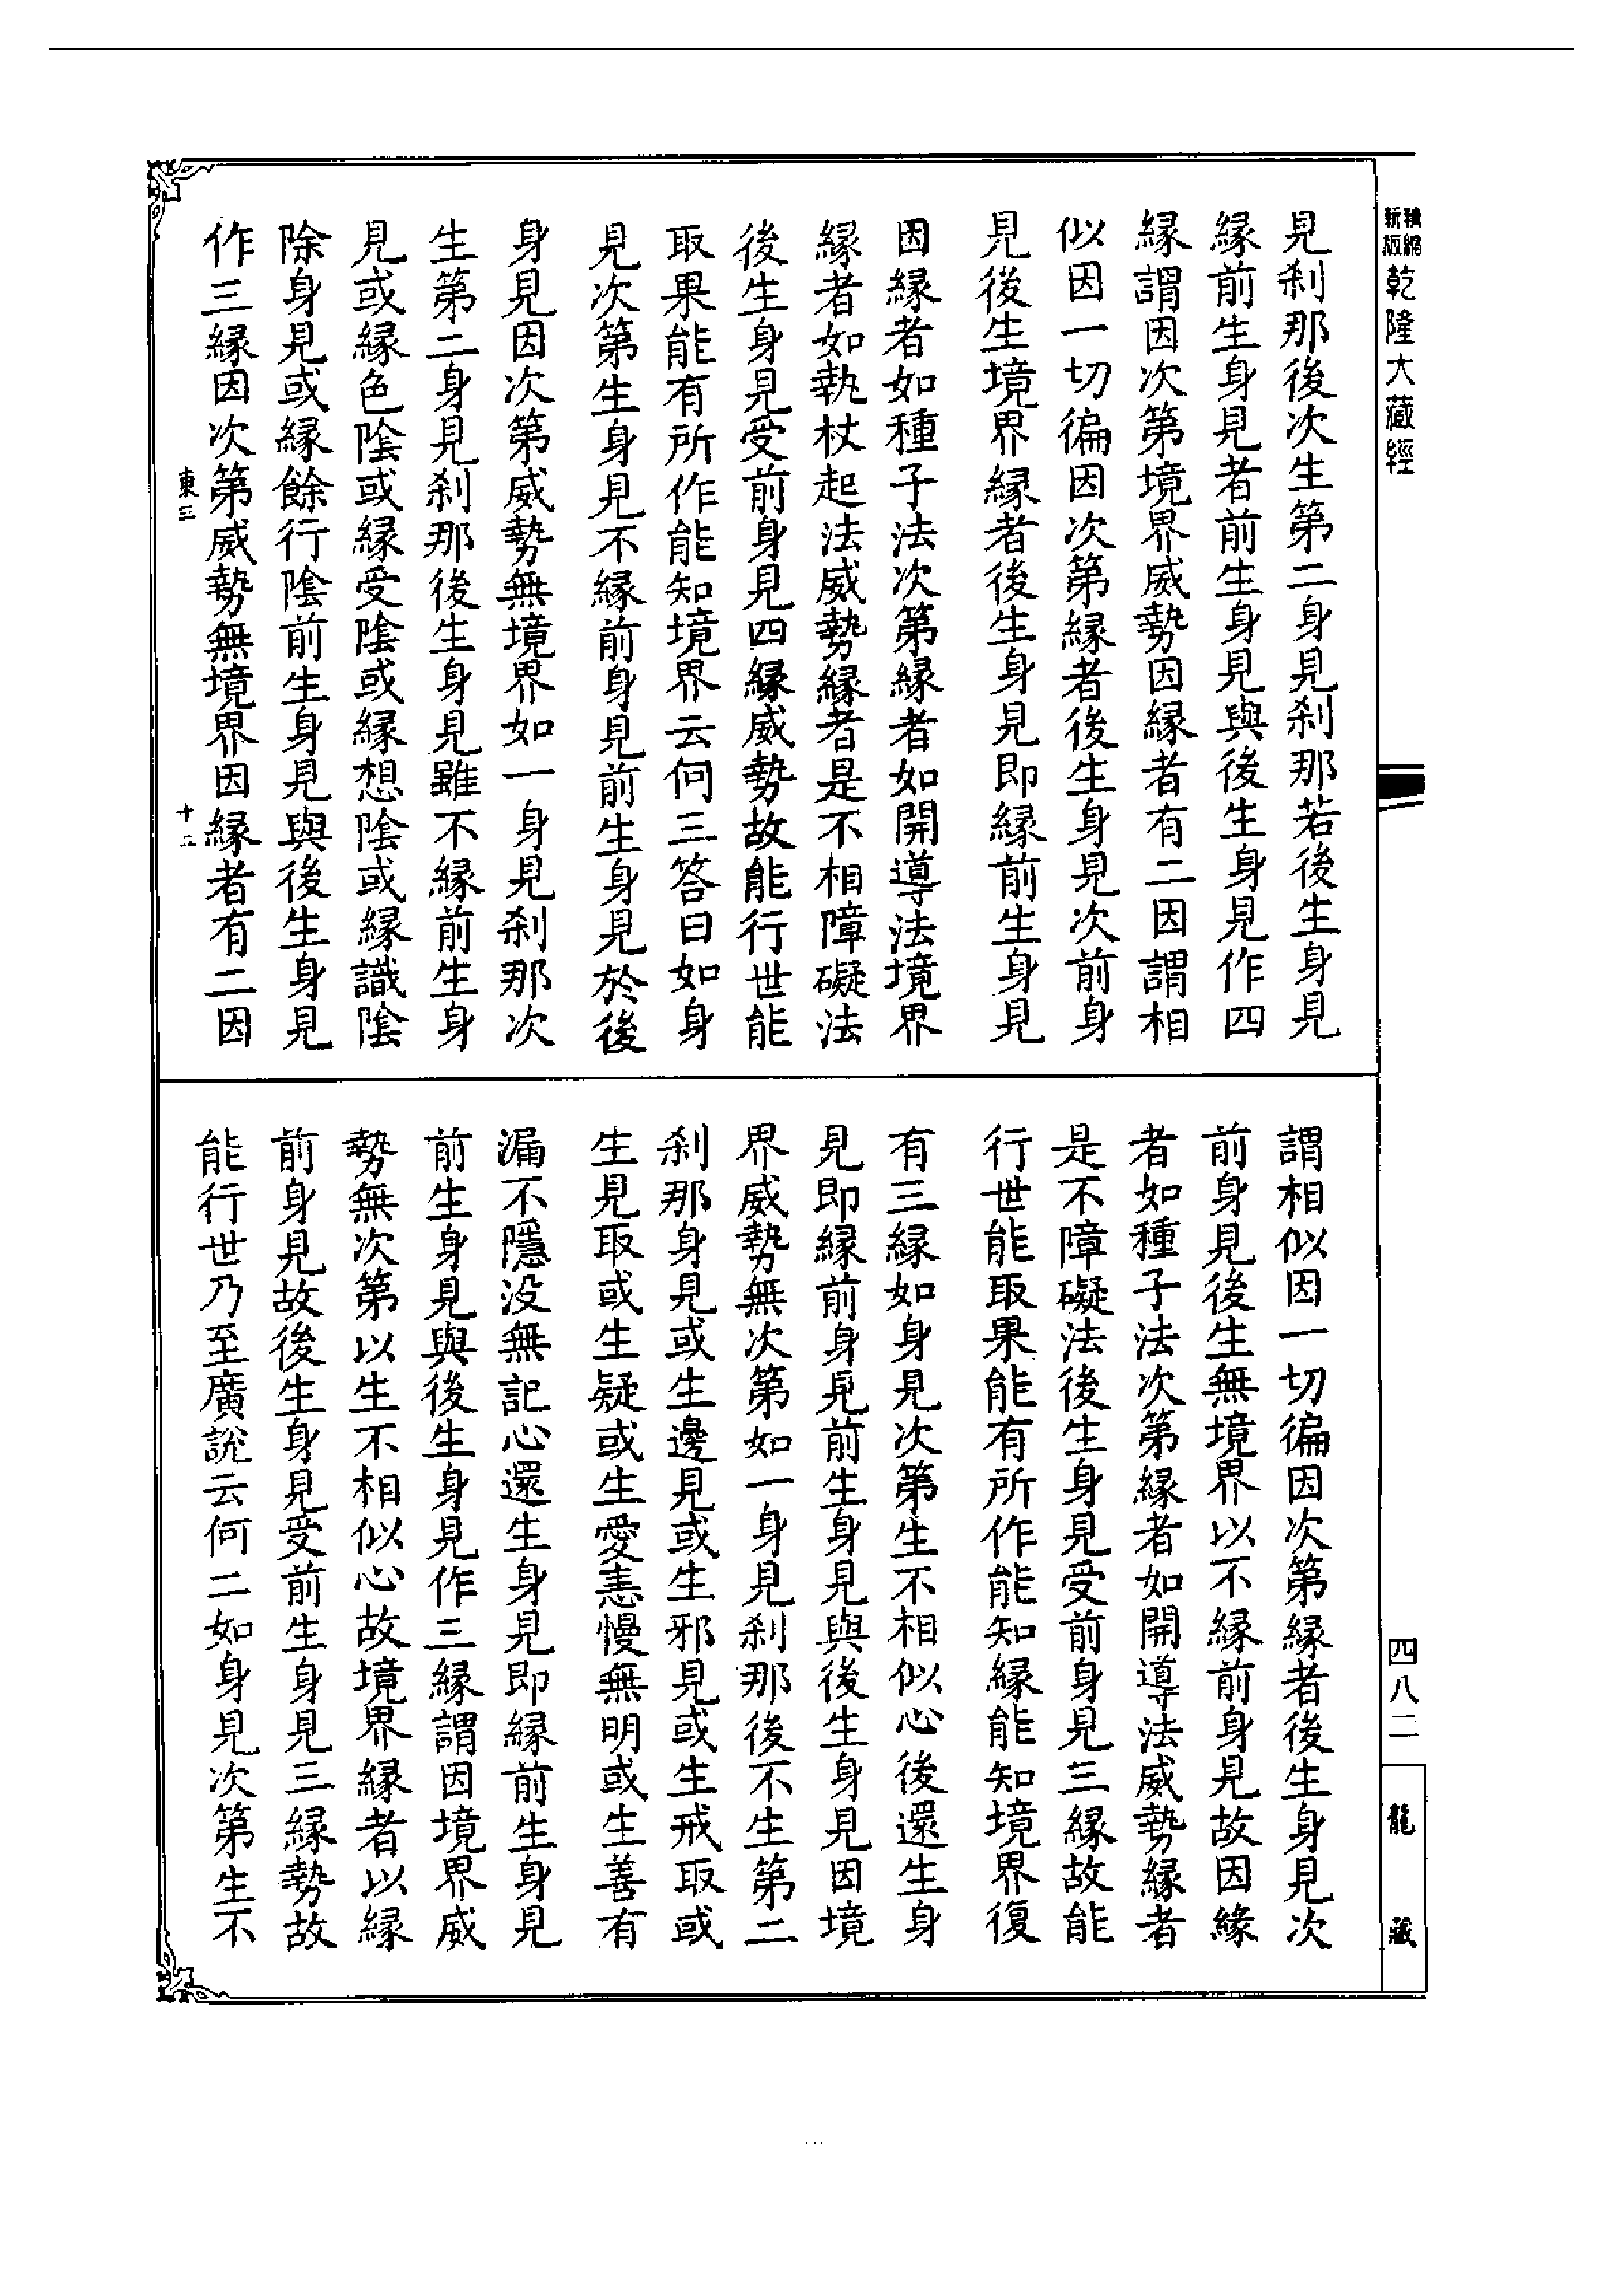 新版
精縮
乾隆大藏經
見刹那後次生第二身見刹那若後生身見
緣前生身見者前生身見與後生身見作四
緣謂因次第境界威勢因緣者有二因謂相
似因一切徧因次第緣者後生身見次前身
見後生境界緣者後生身見即緣前生身見
因緣者如種子法次第緣者如開導法境界
緣者如執杖起法威勢緣者是不相障礙法
後生身見受前身見四緣威勢故能行世能
取果能有所作能知境界云何三答曰如身
見次第生身見不緣前身見前生身見於後
身見因次第威勢無境界如一身見刹那次
生第二身見刹那後生身見雖不緣前生身
見或緣色陰或緣受陰或緣想陰或緣識陰
除身見或緣餘行陰前生身見與後生身見
作三緣因次第威勢無境界因緣者有二因
東三
十二
謂相似因一切徧因次第緣者後生身見次
前身見後生無境界以不緣前身見故因緣
者如種子法次第緣者如開導法威勢緣者
是不障礙法後生身見受前身見三緣故能
行世能取果能有所作能知緣能知境界復
有三緣如身見次第生不相似心後還生身
見即緣前身見前生身見與後生身見因境
界威勢無次第如一身見刹那後不生第二
刹那身見或生邊見或生邪見或生戒取或
生見取或生疑或生愛恚慢無明或生善有
漏不隱沒無記心還生身見即緣前生身見
前生身見與後生身見作三緣謂因境界威
勢無次第以生不相似心故境界緣者以緣
前身見故後生身見受前生身見三緣勢故
能行世乃至廣說云何二如身見次第生不
四八二
龍藏